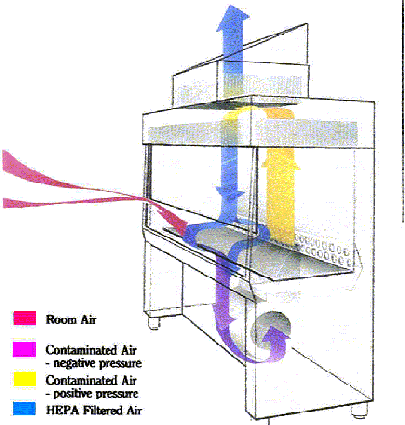 Room Air
Contaminated Air
- negative pressure
Contaminated Air
- positive pressure
HEPA Filtered Air